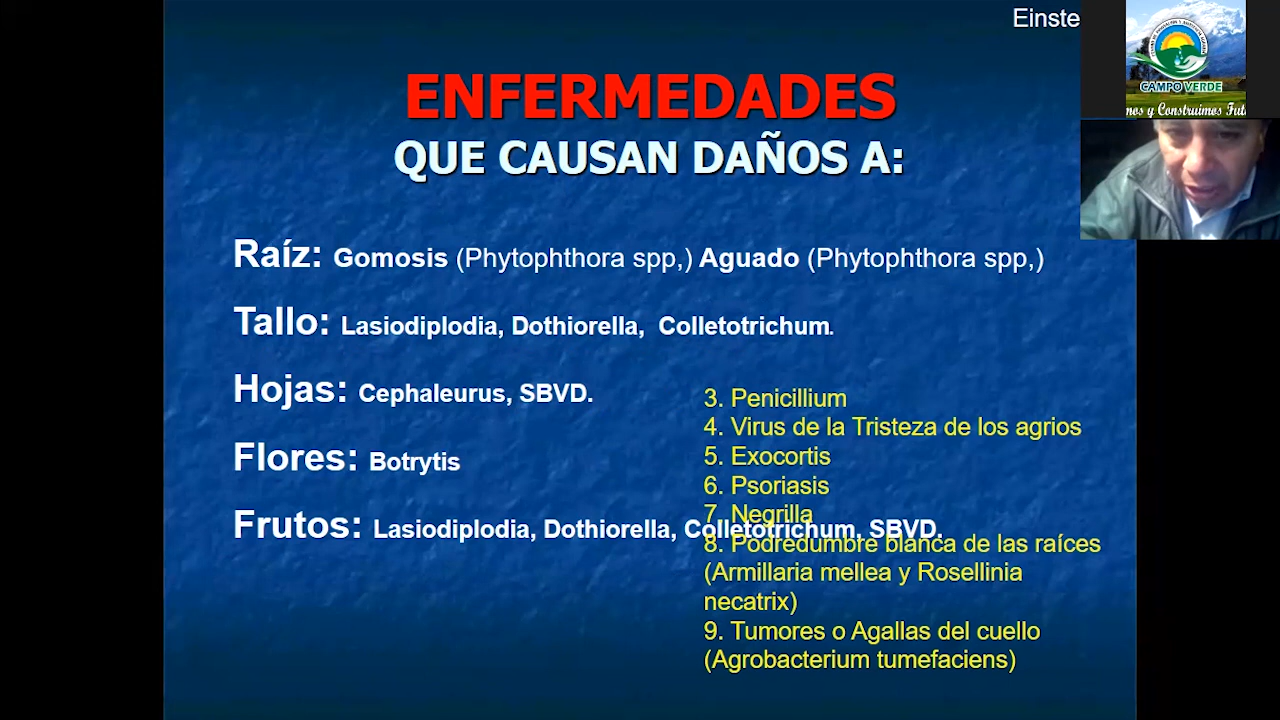 Einste
CAMPO VERDE
nos y Construimos Fut
ENFERMEDADES
QUE CAUSAN DAÑOS A:
Raíz: Gomosis (Phytophthora spp,) Aguado (Phytophthora spp,)
Tallo: Lasiodiplodia, Dothiorella, Colletotrichum.
Hojas: Cephaleurus, SBVD.
Flores: Botrytis
Frutos: Lasiodiplodia, Dothiorella, Colletotrichum, SBVD.
3. Penicillium
4. Virus de la Tristeza de los agrios
5. Exocortis
6. Psoriasis
7. Negrilla
8. Podredumbre blanca de las raíces
(Armillaria mellea y Rosellinia
necatrix)
9. Tumores o Agallas del cuello
(Agrobacterium tumefaciens)